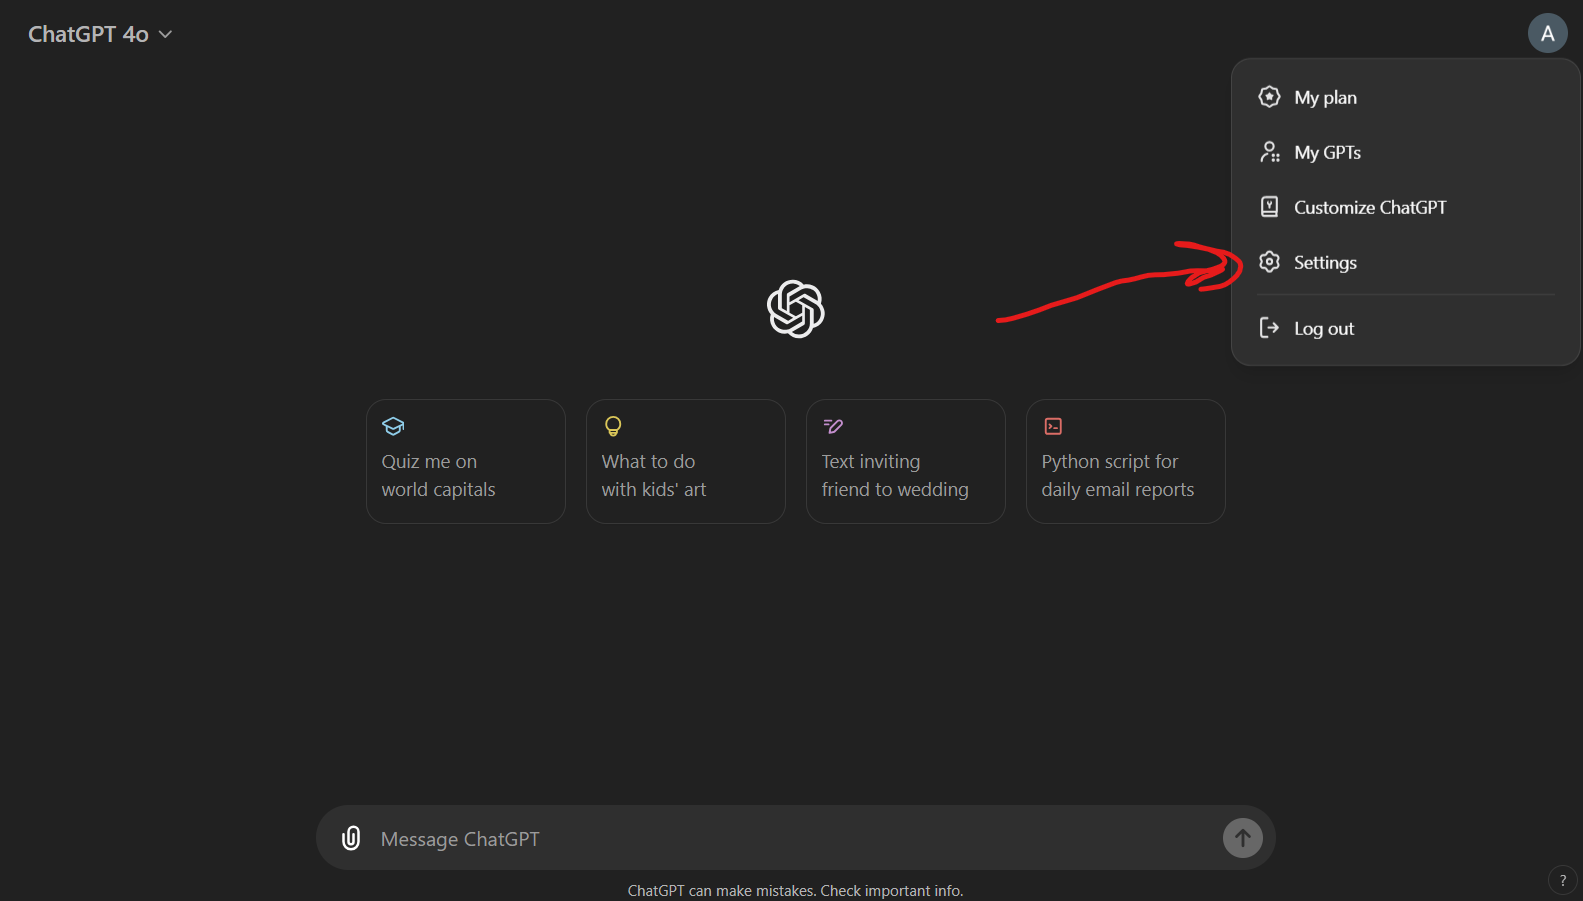 ChatGPT 4o
A
My plan
My GPTs
Customize ChatGPT
Settings
Log out
Quiz me on
world capitals
What to do
with kids' art
Text inviting
friend to wedding
Python script for
daily email reports
Message ChatGPT
ChatGPT can make mistakes. Check important info.
?